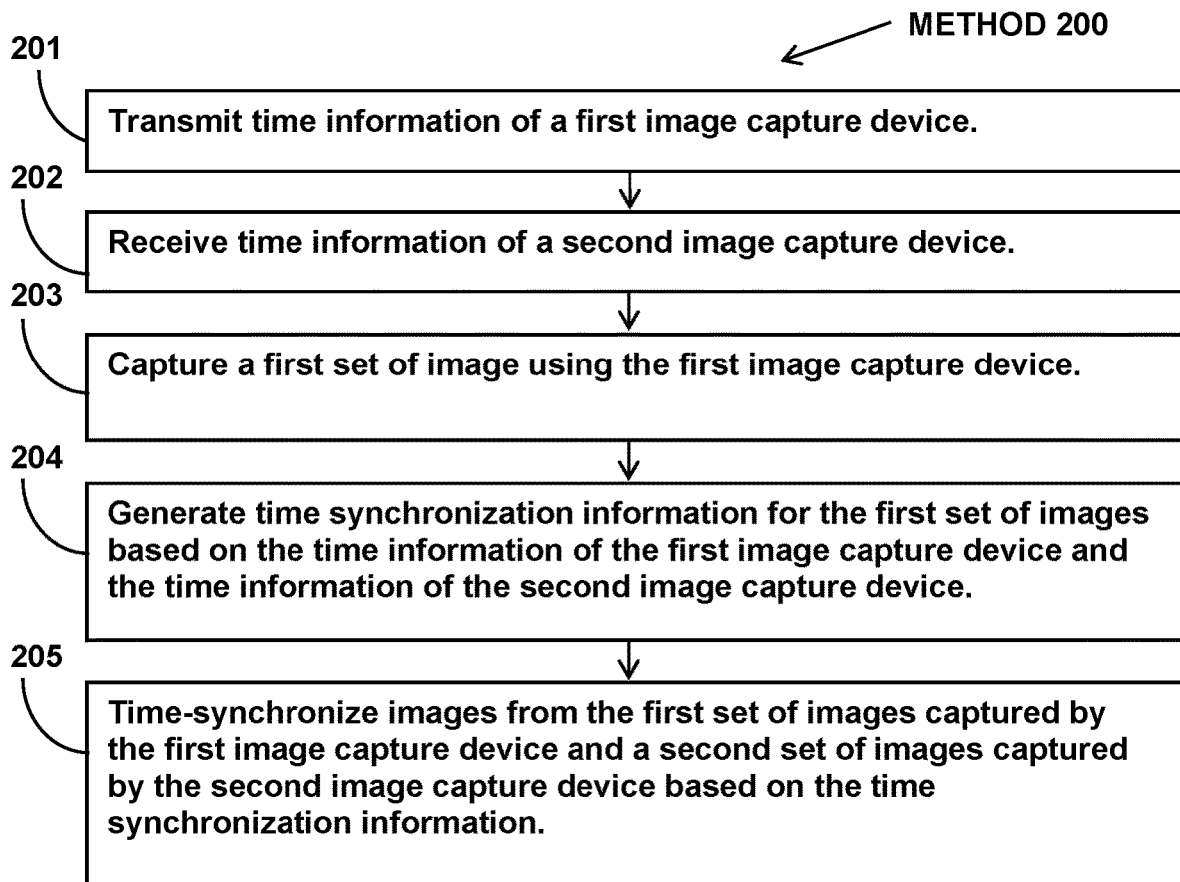 METHOD 200
201
Transmit time information of a first image capture device.
202
Receive time information of a second image capture device.
203
Capture a first set of image using the first image capture device.
204
Generate time synchronization information for the first set of images
based on the time information of the first image capture device and
the time information of the second image capture device.
205
Time-synchronize images from the first set of images captured by
the first image capture device and a second set of images captured
by the second image capture device based on the time
synchronization information.